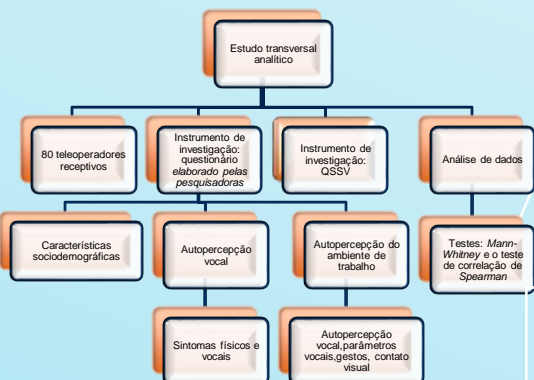 Estudo transversal
analítico
80 teleoperadores
receptivos
Instrumento de
investigação:
questionário
elaborado pelas
pesquisadoras
Instrumento de
investigação:
QSSV
Análise de dados
Características
sociodemográficas
Autopercepção
vocal
Autopercepção do
ambiente de
trabalho
Testes: Mann-
Whitney e o teste
de correlação de
Spearman
Sintomas físicos e
vocais
Autopercepção
vocal,parâmetros
vocais,gestos, contato
visual